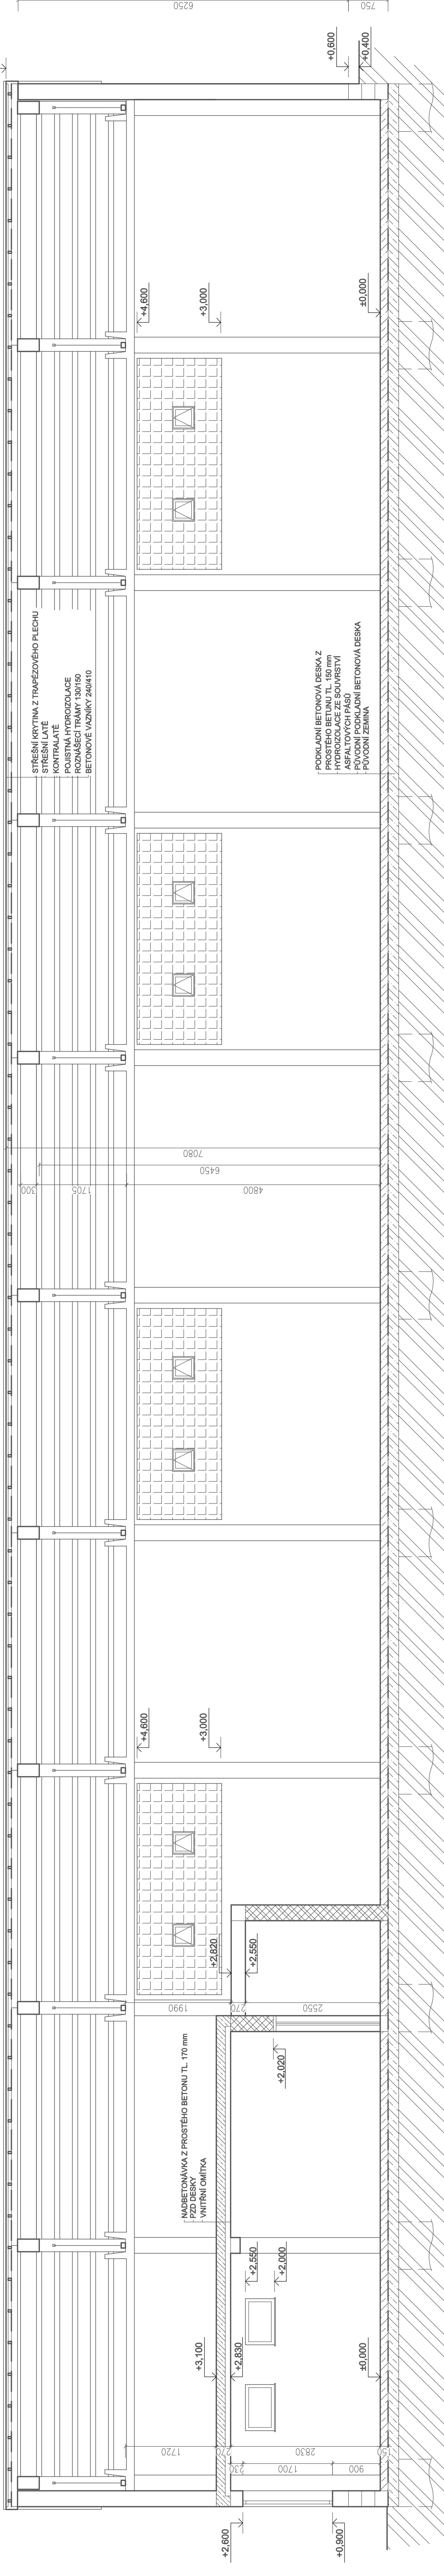 6250
750
+0,600
+0,400
+4,600
+3,000
±0,000
STŘEŠNÍ KRYTINA Z TRAPÉZOVÉHO PLECHU
STŘEŠNÍ LATĚ
KONTRALATĚ
POJISTNÁ HYDROIZOLACE
ROZNÁŠECÍ TRÁMY 130/150
BETONOVÉ VAZNÍKY 240/410
PODKLADNÍ BETONOVÁ DESKA Z
PROSTÉHO BETUNU TL. 150 mm
HYDROIZOLACE ZE SOUVRSTVÍ
ASFALTOVÝCH PÁSŮ
PŮVODNÍ PODKLADNÍ BETONOVÁ DESKA
PŮVODNÍ ZEMINA
7080
6450
300
1705
4800
+4,600
+3,000
+2,820
+2,550
1990
270
2550
+2,020
NADBETONÁVKA Z PROSTÉHO BETONU TL. 170 mm
PZD DESKY
VNITŘNÍ OMÍTKA
+2,550
+2,000
+3,100
+2,830
±0,000
1720
270
2830
150
230
1700
900
+2,600
+0,900